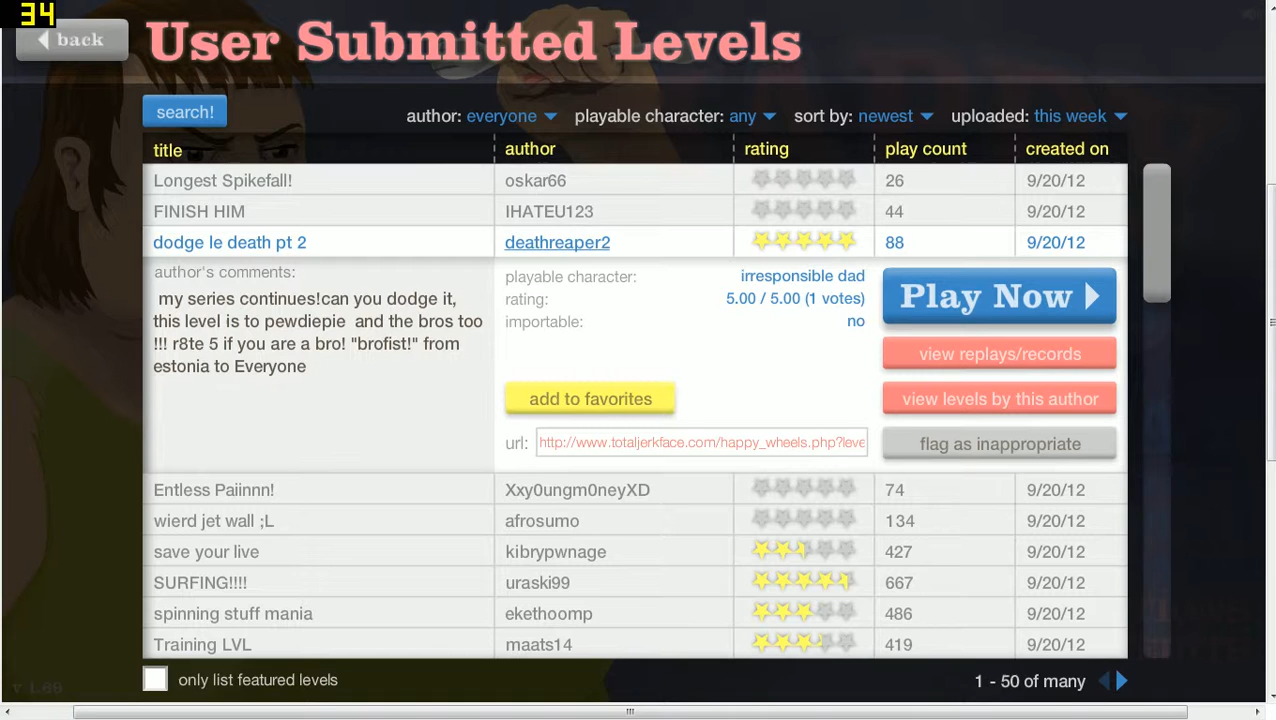 34
back
User Submitted Levels
search!
author: everyone playable character: any sort by: newest uploaded: this week
title author rating play count created on
Longest Spikefall! oskar66 26 9/20/12
FINISH HIM IHATEU123 44 9/20/12
dodge le death pt 2 deathreaper2 88 9/20/12
author's comments:
my series continues!can you dodge it,
this level is to pewdiepie and the bros too
!!! r8te 5 if you are a bro! "brofist!" from
estonia to Everyone
playable character: irresponsible dad
rating: 5.00 / 5.00 (1 votes)
importable: no
add to favorites
url: http://www.totaljerkface.com/happy_wheels.php?leve
Play Now
view replays/records
view levels by this author
flag as inappropriate
Entless Paiinnn! Xxy0ungm0neyXD 74 9/20/12
wierd jet wall ;L afrosumo 134 9/20/12
save your live kibrypwnage 427 9/20/12
SURFING!!!! uraski99 667 9/20/12
spinning stuff mania ekethoomp 486 9/20/12
Training LVL maats14 419 9/20/12
only list featured levels
1 - 50 of many
v 1.69